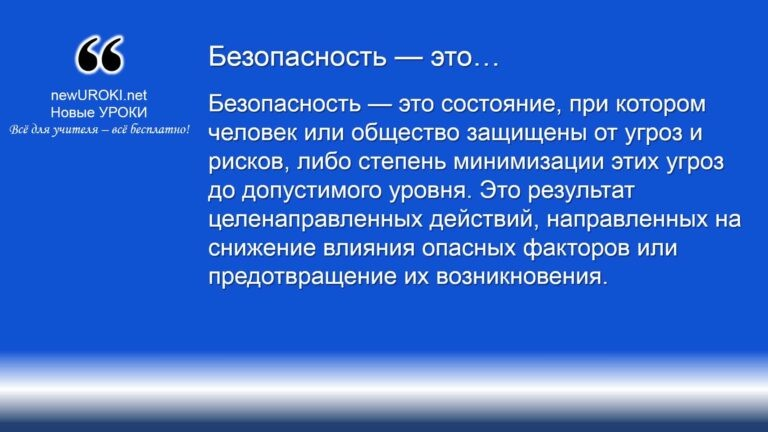 ❝
newUROKI.net
Новые УРОКИ
Всё для учителя – всё бесплатно!
Безопасность — это…
Безопасность — это состояние, при котором
человек или общество защищены от угроз и
рисков, либо степень минимизации этих угроз
до допустимого уровня. Это результат
целенаправленных действий, направленных на
снижение влияния опасных факторов или
предотвращение их возникновения.